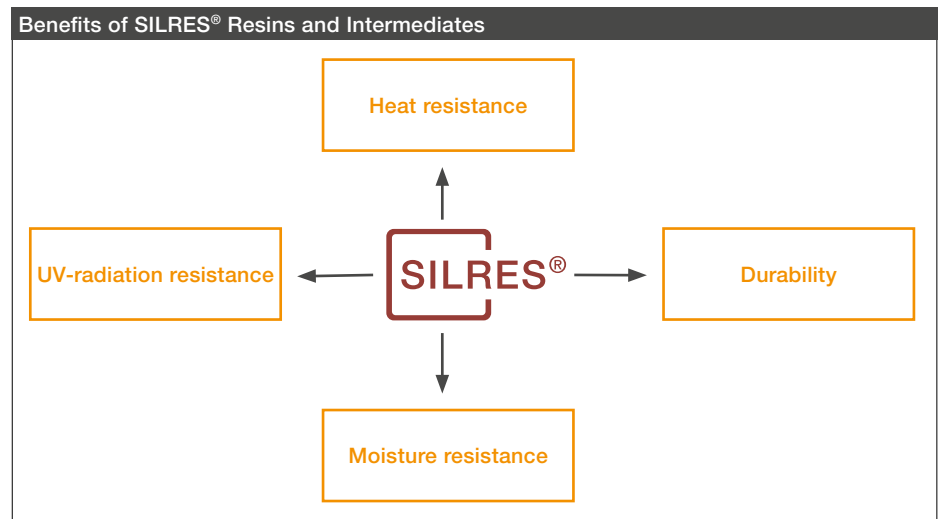 Benefits of SILRES® Resins and Intermediates
Heat resistance
UV-radiation resistance
SILRES®
Durability
Moisture resistance